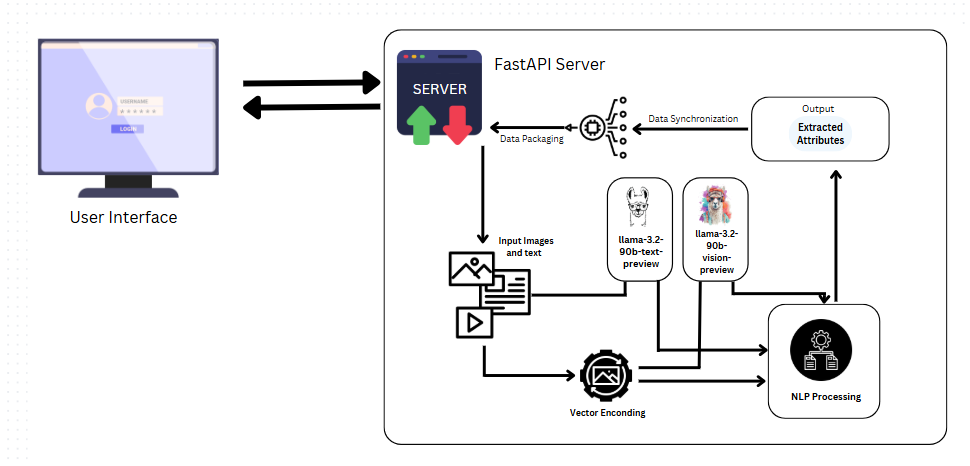 FastAPI Server
SERVER
USERNAME
LOGIN
User Interface
Data Packaging
Data Synchronization
Output
Extracted
Attributes
Input Images
and text
llama-3.2-
90b-text-
preview
llama-3.2-
90b-
vision-
preview
Vector Enconding
NLP Processing